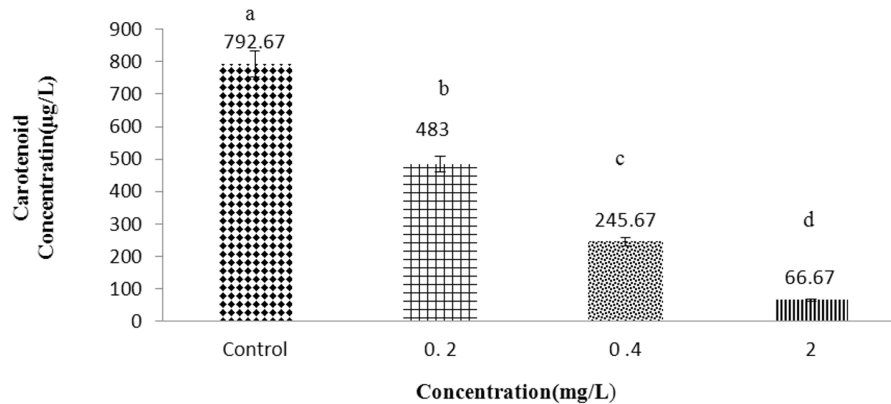 a
900
792.67
800
700
b
600
483
500
c
400
245.67
300
d
200
66.67
100
0
Carotenoid
Concentratin(µg/L)
Control
0. 2
0 .4
2
Concentration(mg/L)